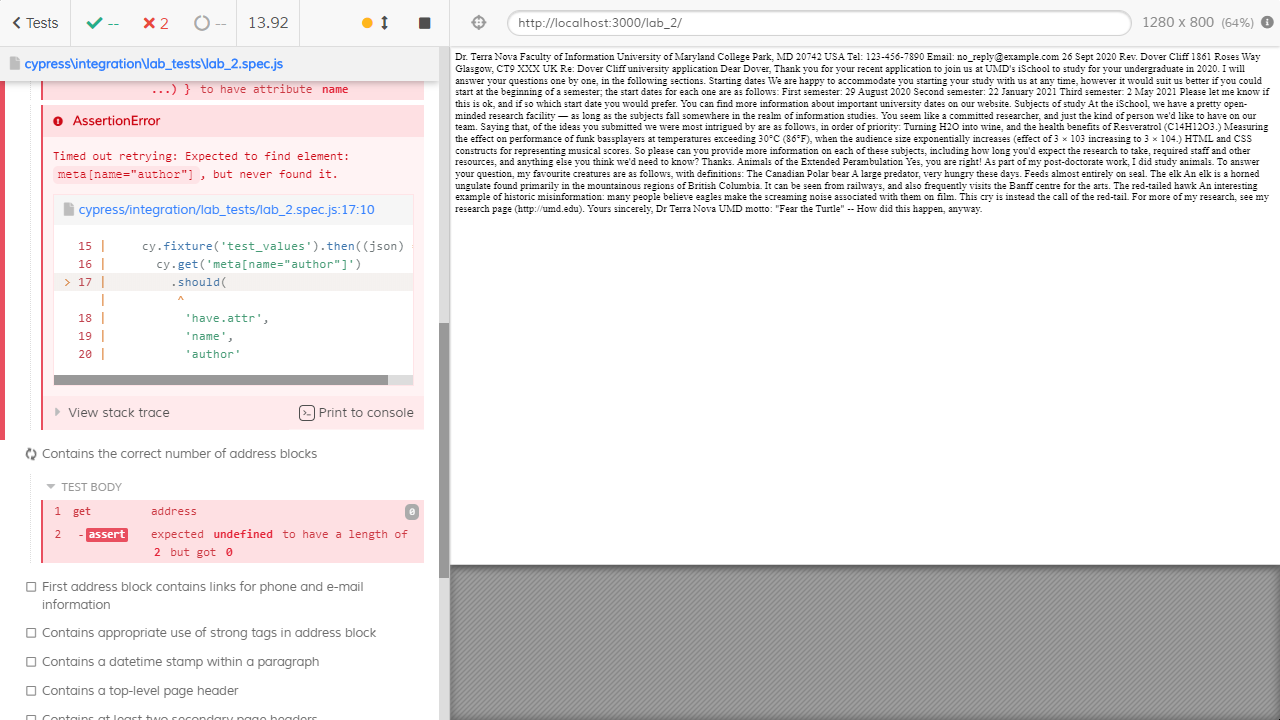 Tests
--
2
--
13.92
http://localhost:3000/lab_2/
1280 x 800 (64%)
cypress\integration\lab_tests\lab_2.spec.js
...) } to have attribute name
AssertionError
Timed out retrying: Expected to find element:
meta[name="author"] , but never found it.
cypress/integration/lab_tests/lab_2.spec.js:17:10
15 | cy.fixture('test_values').then((json)
16 | cy.get('meta[name="author"]')
> 17 | .should(
| ^
18 | 'have.attr',
19 | 'name',
20 | 'author'
View stack trace
Print to console
Contains the correct number of address blocks
TEST BODY
1 get address 0
2 -assert expected undefined to have a length of
2 but got 0
First address block contains links for phone and e-mail
information
Contains appropriate use of strong tags in address block
Contains a datetime stamp within a paragraph
Contains a top-level page header
Contains at least two secondary page headers
Dr. Terra Nova Faculty of Information University of Maryland College Park, MD 20742 USA Tel: 123-456-7890 Email: no_reply@example.com 26 Sept 2020 Rev. Dover Cliff 1861 Roses Way
Glasgow, CT9 XXX UK Re: Dover Cliff university application Dear Dover, Thank you for your recent application to join us at UMD's iSchool to study for your undergraduate in 2020. I will
answer your questions one by one, in the following sections. Starting dates We are happy to accommodate you starting your study with us at any time, however it would suit us better if you could
start at the beginning of a semester; the start dates for each one are as follows: First semester: 29 August 2020 Second semester: 22 January 2021 Third semester: 2 May 2021 Please let me know if
this is ok, and if so which start date you would prefer. You can find more information about important university dates on our website. Subjects of study At the iSchool, we have a pretty open-
minded research facility — as long as the subjects fall somewhere in the realm of information studies. You seem like a committed researcher, and just the kind of person we'd like to have on our
team. Saying that, of the ideas you submitted we were most intrigued by are as follows, in order of priority: Turning H2O into wine, and the health benefits of Resveratrol (C14H12O3.) Measuring
the effect on performance of funk bassplayers at temperatures exceeding 30°C (86°F), when the audience size exponentially increases (effect of 3 × 103 increasing to 3 × 104.) HTML and CSS
constructs for representing musical scores. So please can you provide more information on each of these subjects, including how long you'd expect the research to take, required staff and other
resources, and anything else you think we'd need to know? Thanks. Animals of the Extended Perambulation Yes, you are right! As part of my post-doctorate work, I did study animals. To answer
your question, my favourite creatures are as follows, with definitions: The Canadian Polar bear A large predator, very hungry these days. Feeds almost entirely on seal. The elk An elk is a horned
ungulate found primarily in the mountainous regions of British Columbia. It can be seen from railways, and also frequently visits the Banff centre for the arts. The red-tailed hawk An interesting
example of historic misinformation: many people believe eagles make the screaming noise associated with them on film. This cry is instead the call of the red-tail. For more of my research, see my
research page (http://umd.edu). Yours sincerely, Dr Terra Nova UMD motto: "Fear the Turtle" -- How did this happen, anyway.